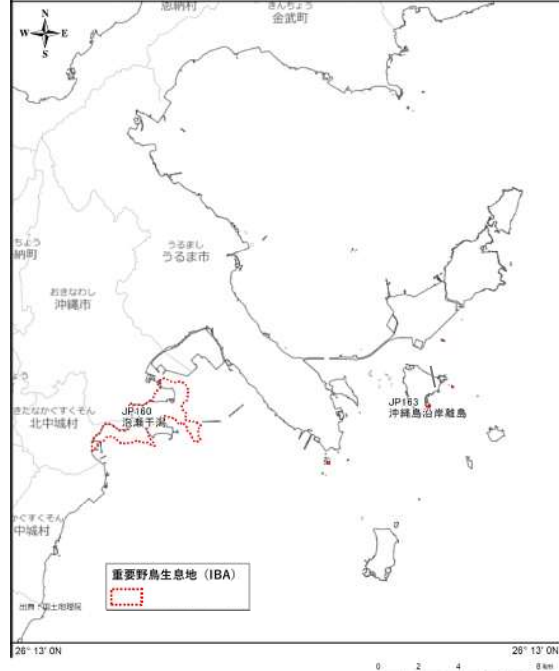 N
W E
S
恩納村
きんちょう
金武町
ちょう
納町
うるまし
うるま市
おきなわし
沖縄市
JP163
沖縄島沿岸離島
きたなかぐすくそん
北中城村
JP160
泡瀬干潟
かぐすくそん
中城村
重要野鳥生息地（IBA）
出典：国土地理院
26° 13' 0N 26° 13' 0N
0 2 4 8 km